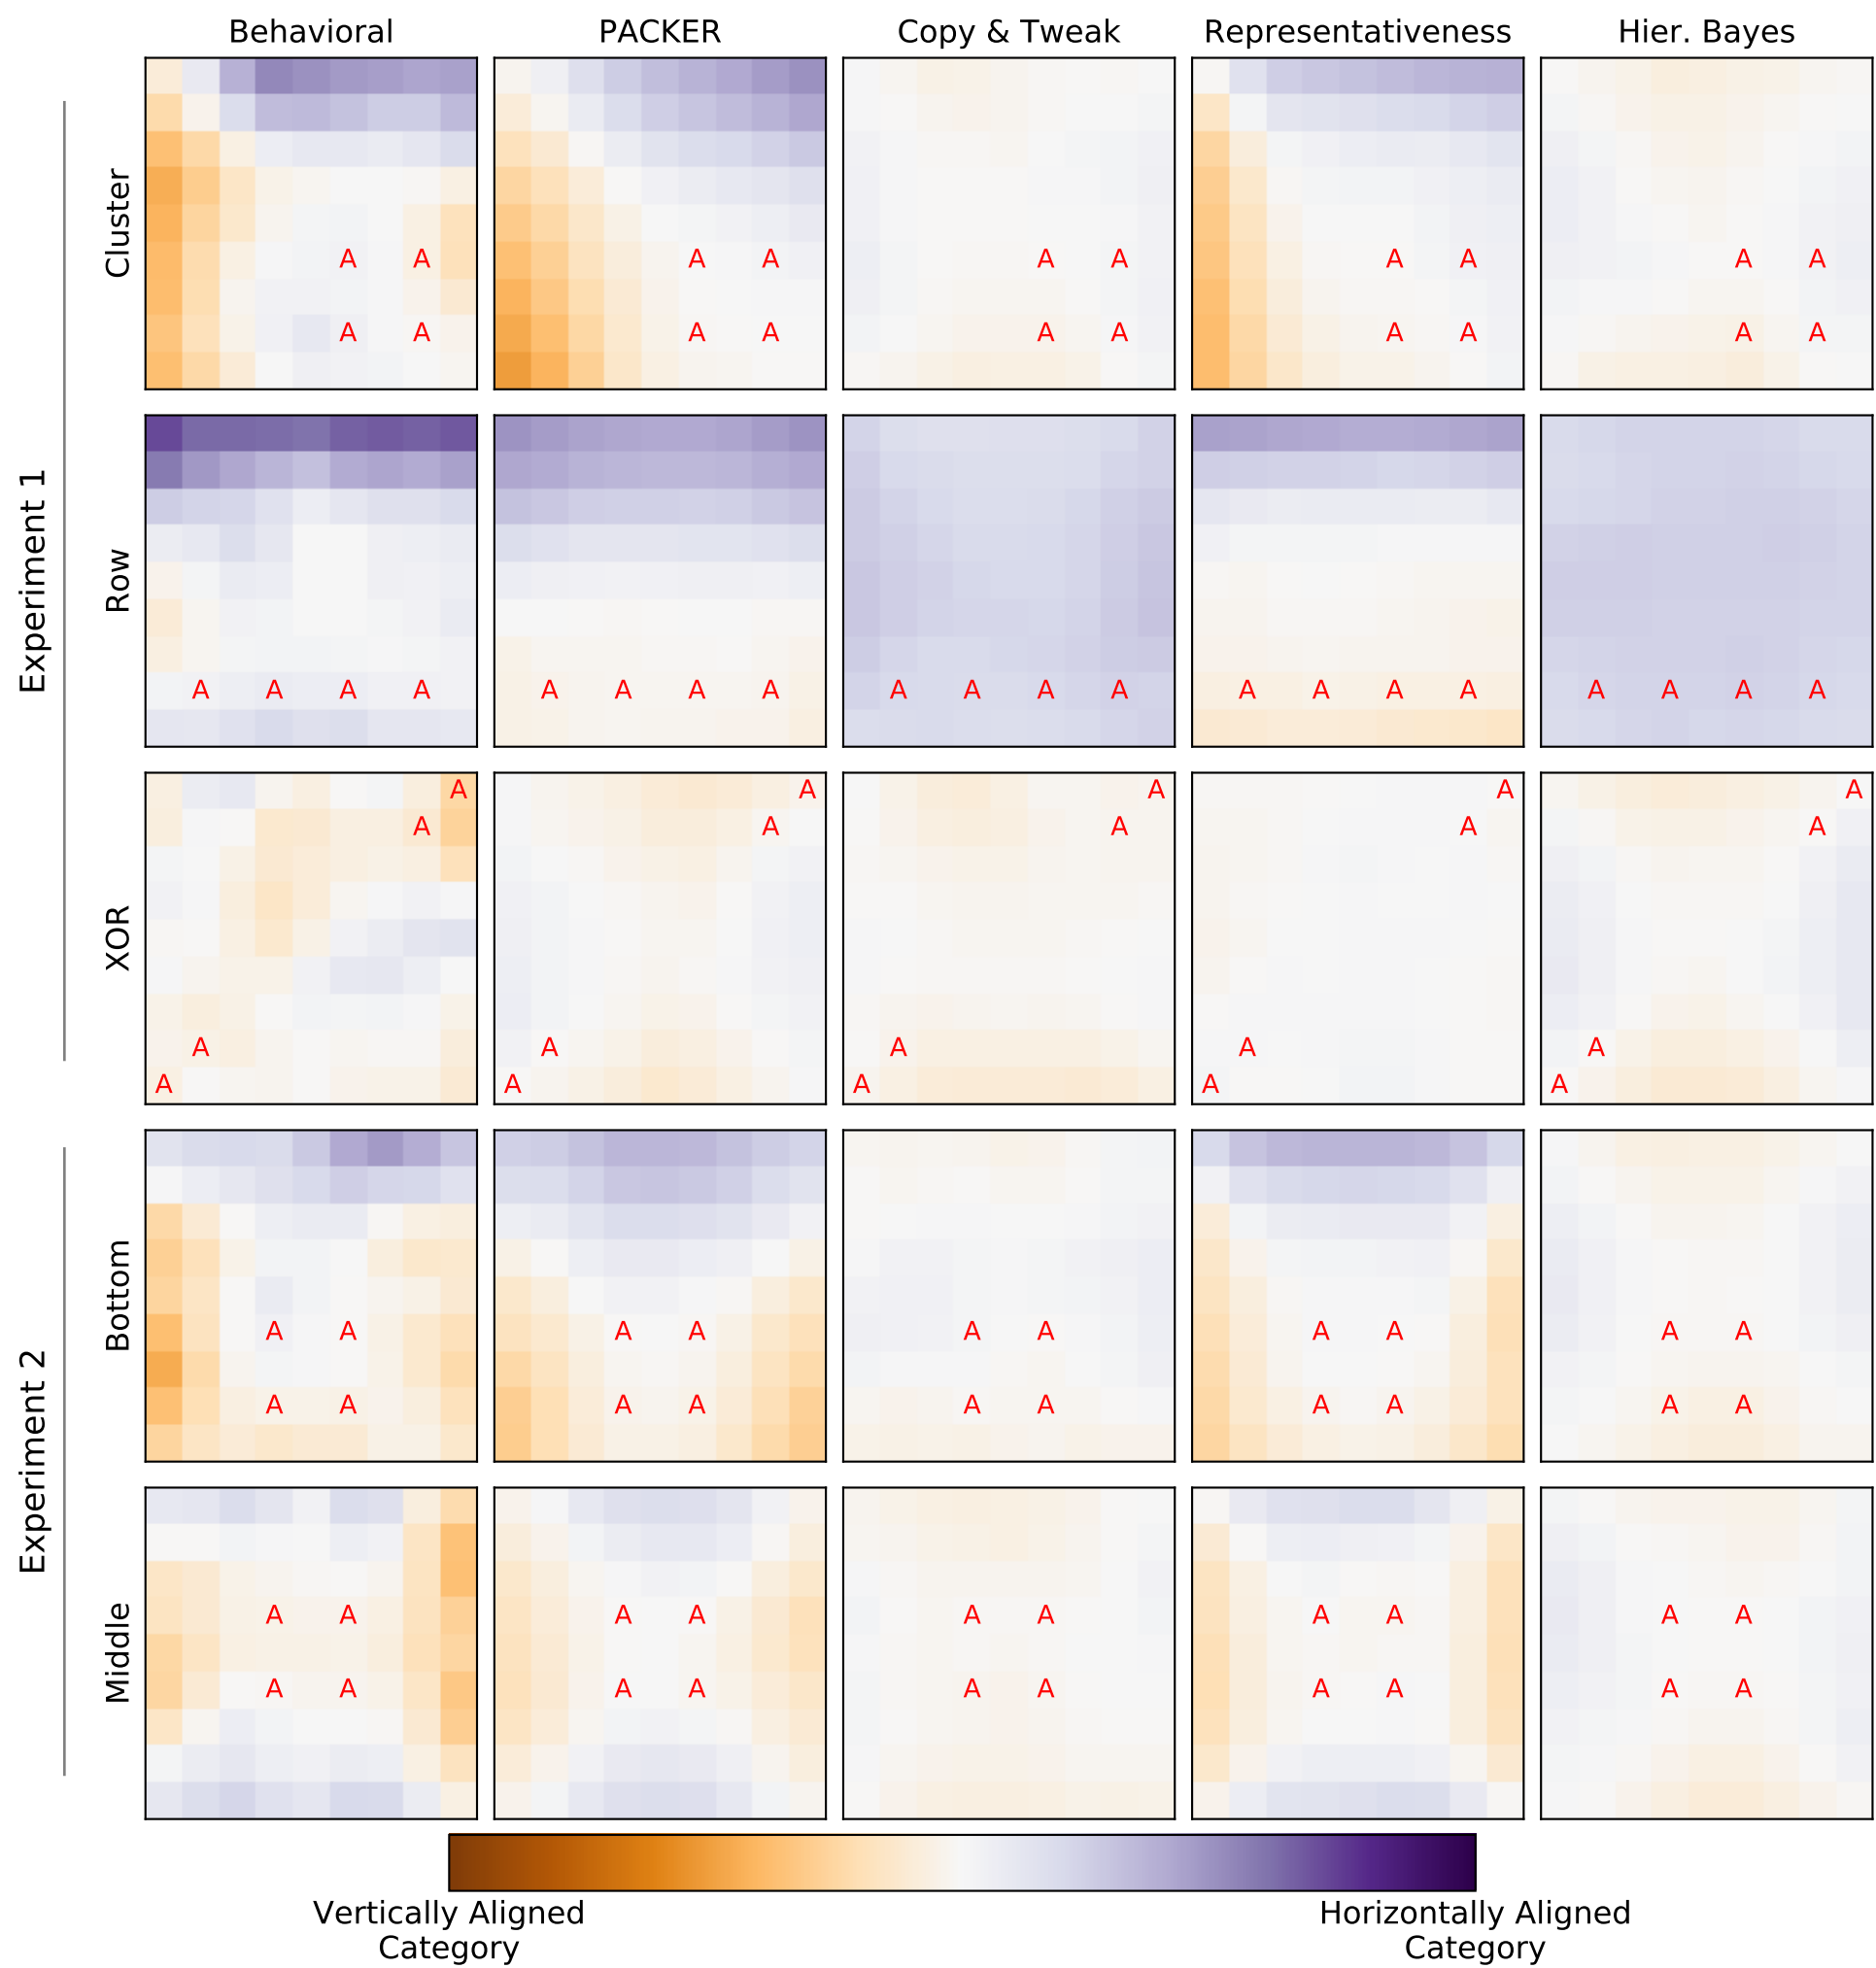 Behavioral PACKER Copy & Tweak Representativeness Hier. Bayes
Experiment 1
Cluster
A A A A A A A A A A
A A A A A A A A A A
Row
A A A A A A A A A A A A A A A A A A A A
XOR
A A A A A
A A A A A
A A A A A
A A A A A
Experiment 2
Bottom
A A A A A A A A A A
A A A A A A A A A A
Middle
A A A A A A A A A A
A A A A A A A A A A
Vertically Aligned
Category
Horizontally Aligned
Category